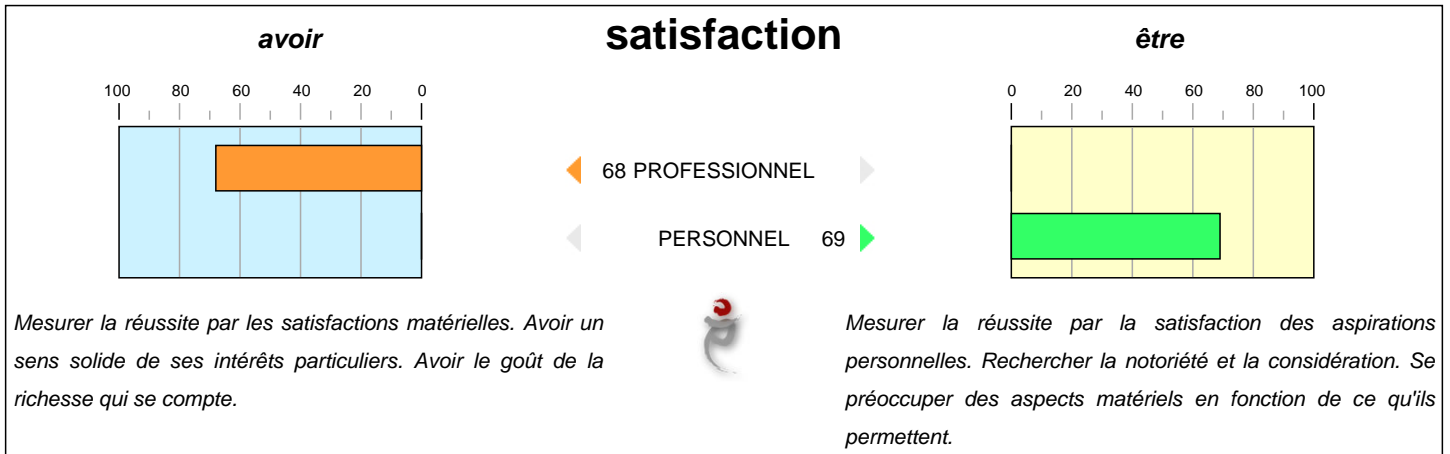 avoir
satisfaction
être
100 80 60 40 20 0
0 20 40 60 80 100
68 PROFESSIONNEL
PERSONNEL 69
Mesurer la réussite par les satisfactions matérielles. Avoir un
sens solide de ses intérêts particuliers. Avoir le goût de la
richesse qui se compte.
Mesurer la réussite par la satisfaction des aspirations
personnelles. Rechercher la notoriété et la considération. Se
préoccuper des aspects matériels en fonction de ce qu'ils
permettent.